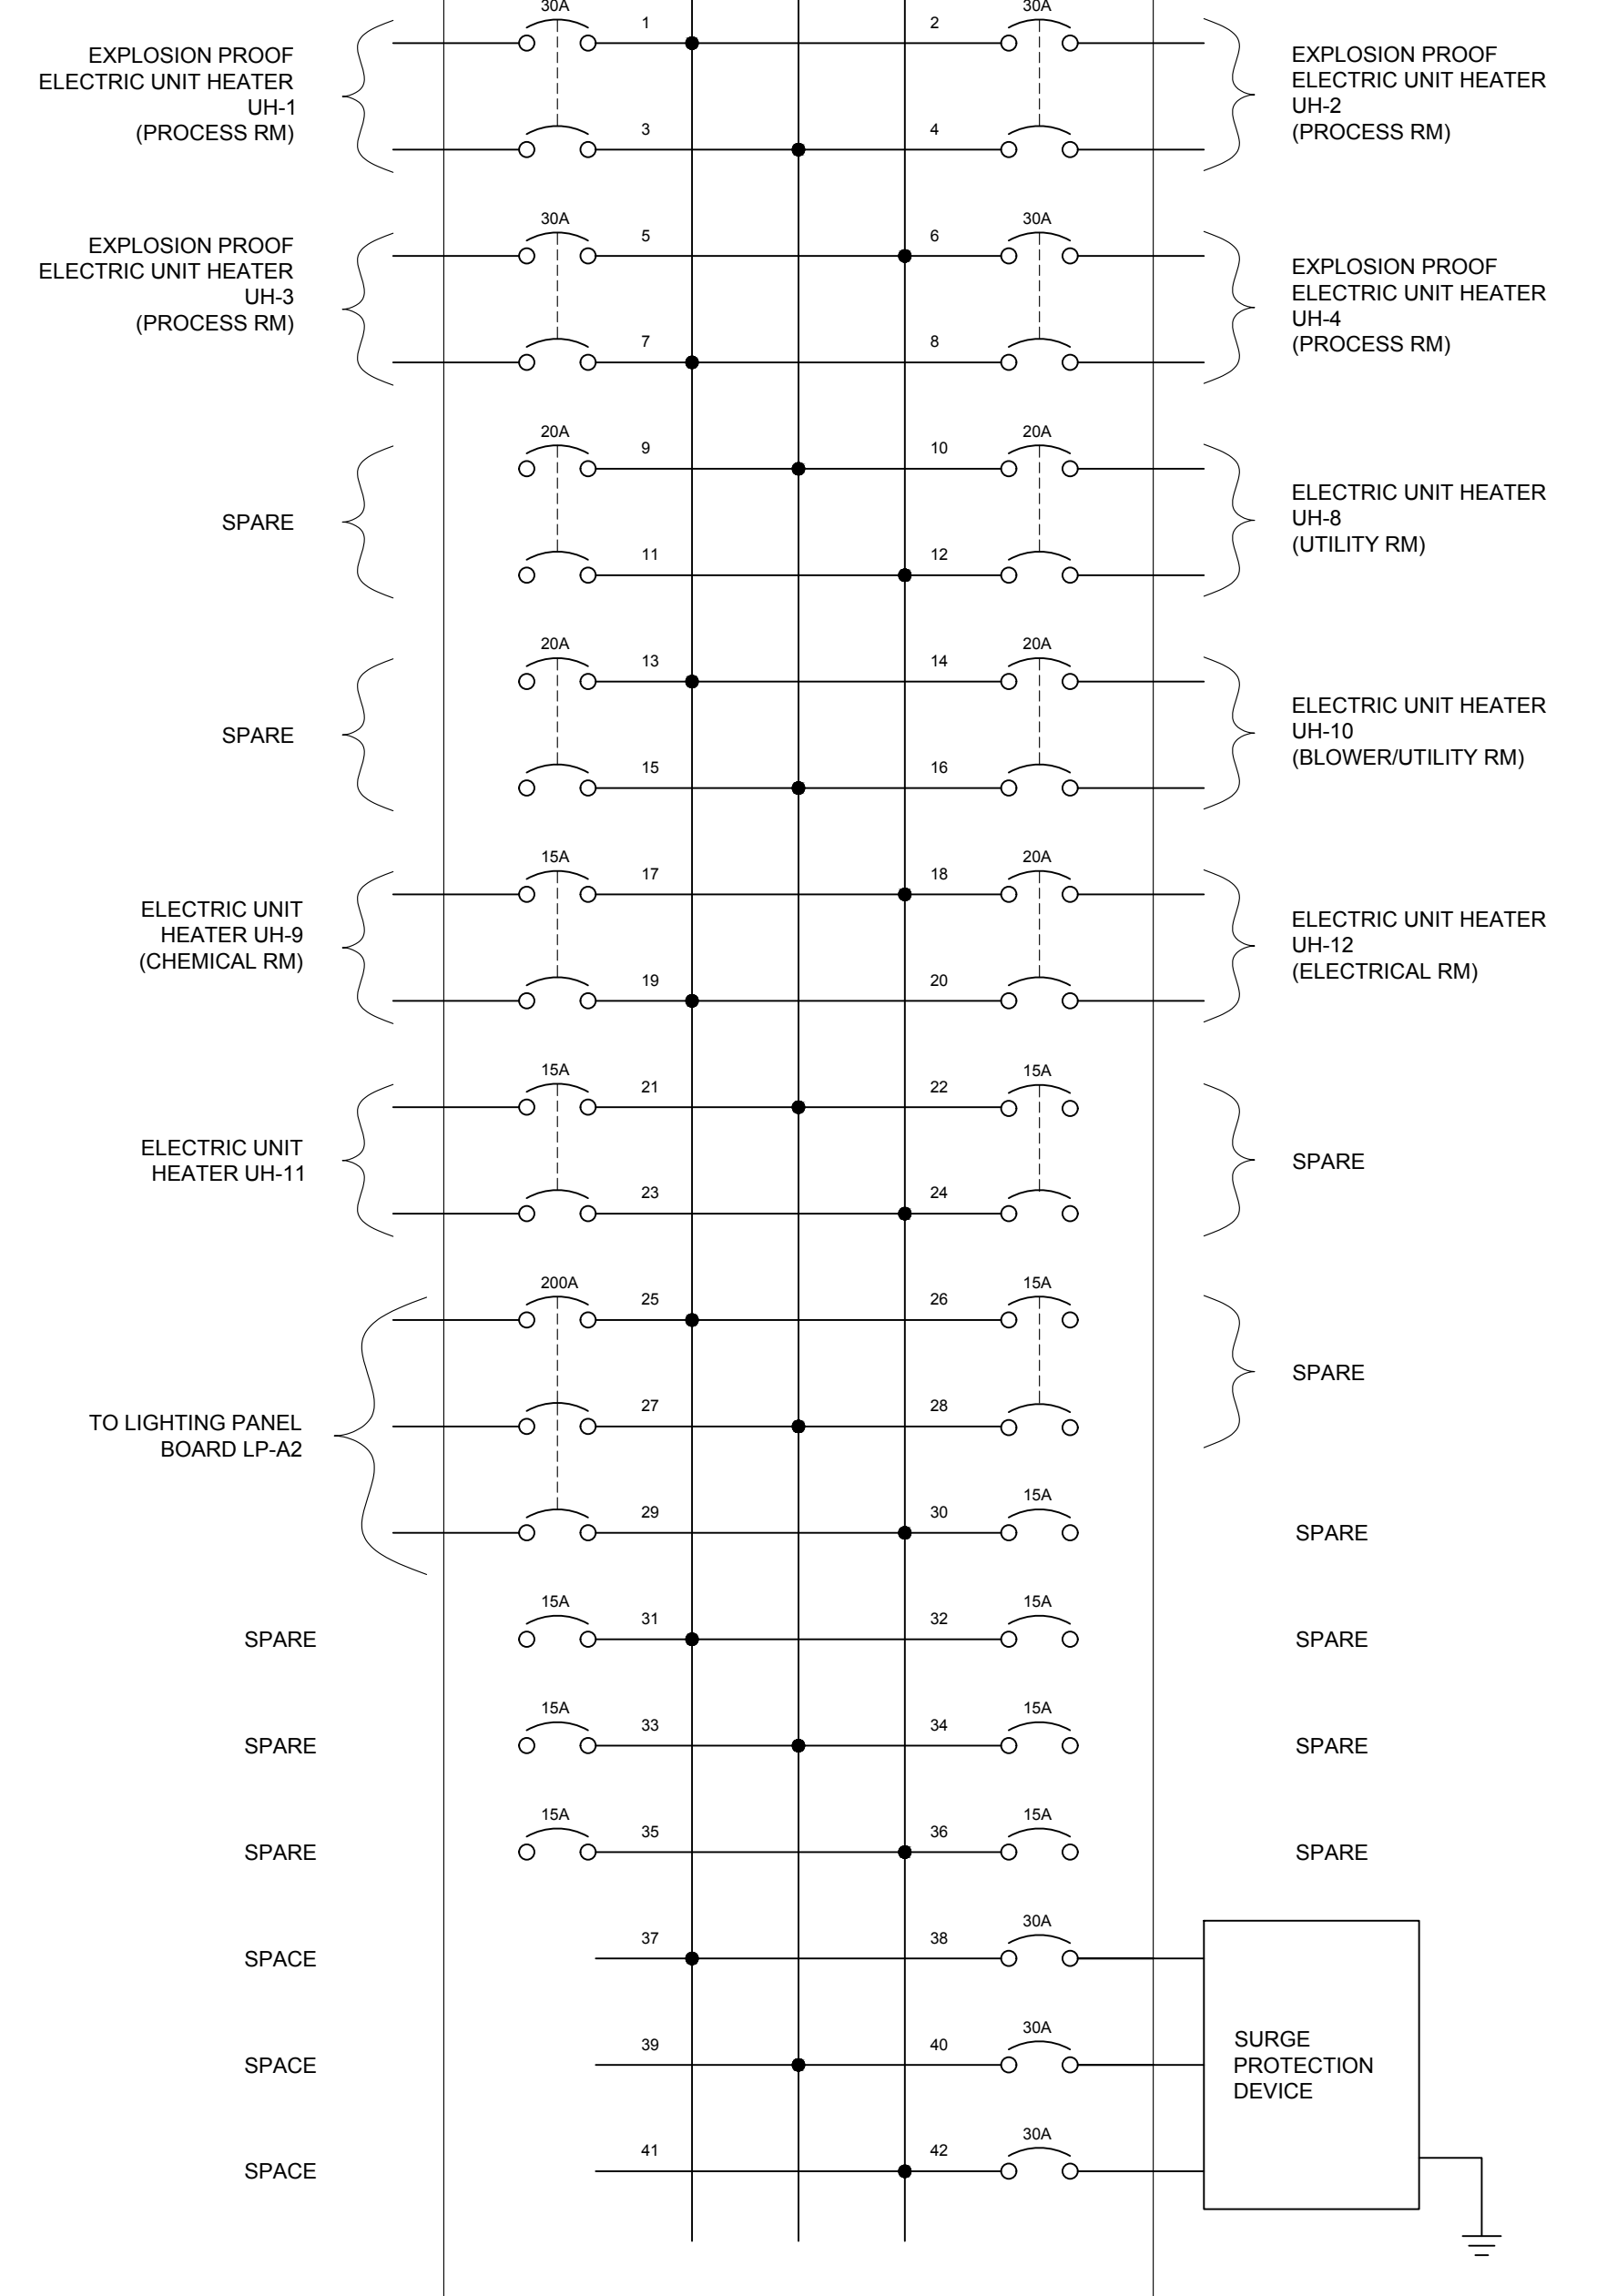 30A
1
2
30A
EXPLOSION PROOF
ELECTRIC UNIT HEATER
UH-1
(PROCESS RM)
EXPLOSION PROOF
ELECTRIC UNIT HEATER
UH-2
(PROCESS RM)
3
4
30A
5
6
30A
EXPLOSION PROOF
ELECTRIC UNIT HEATER
UH-3
(PROCESS RM)
EXPLOSION PROOF
ELECTRIC UNIT HEATER
UH-4
(PROCESS RM)
7
8
20A
9
10
20A
SPARE
ELECTRIC UNIT HEATER
UH-8
(UTILITY RM)
11
12
20A
13
14
20A
SPARE
ELECTRIC UNIT HEATER
UH-10
(BLOWER/UTILITY RM)
15
16
15A
17
18
20A
ELECTRIC UNIT
HEATER UH-9
(CHEMICAL RM)
ELECTRIC UNIT HEATER
UH-12
(ELECTRICAL RM)
19
20
15A
21
22
15A
ELECTRIC UNIT
HEATER UH-11
SPARE
23
24
200A
25
26
15A
SPARE
27
28
TO LIGHTING PANEL
BOARD LP-A2
29
30
15A
SPARE
SPARE
15A
31
32
15A
SPARE
SPARE
15A
33
34
15A
SPARE
SPARE
15A
35
36
15A
SPARE
SPACE
37
38
30A
SPACE
39
40
30A
SURGE
PROTECTION
DEVICE
SPACE
41
42
30A